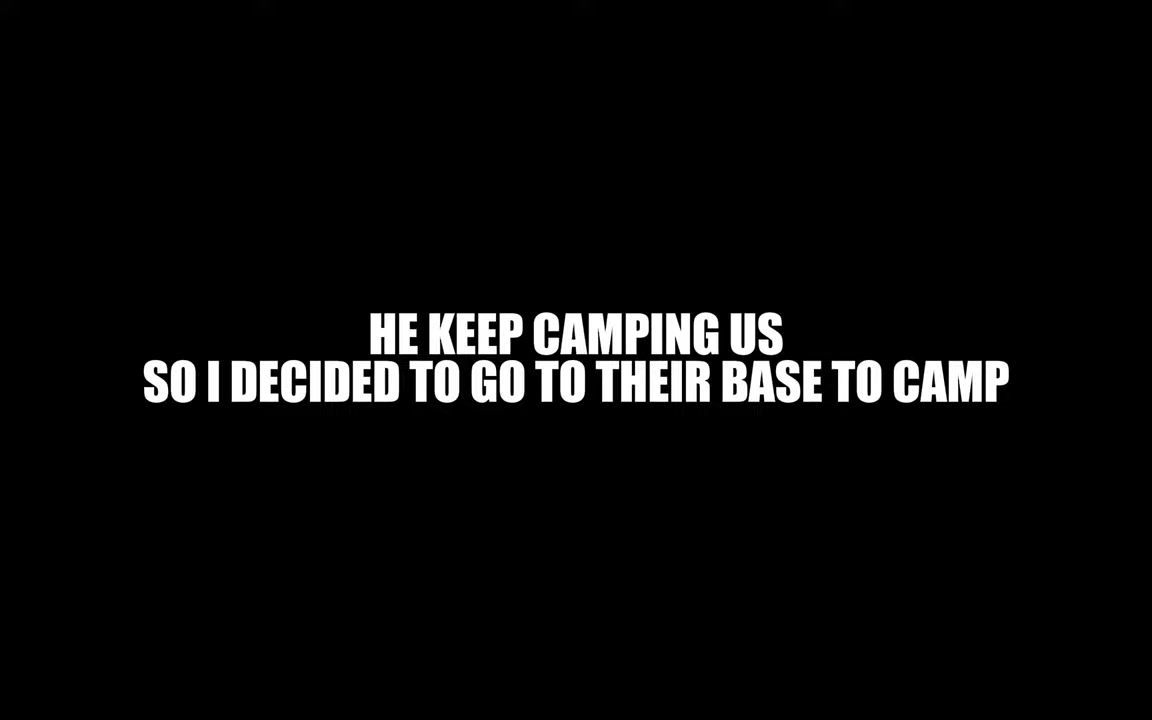 HE KEEP CAMPING US
SO I DECIDED TO GO TO THEIR BASE TO CAMP